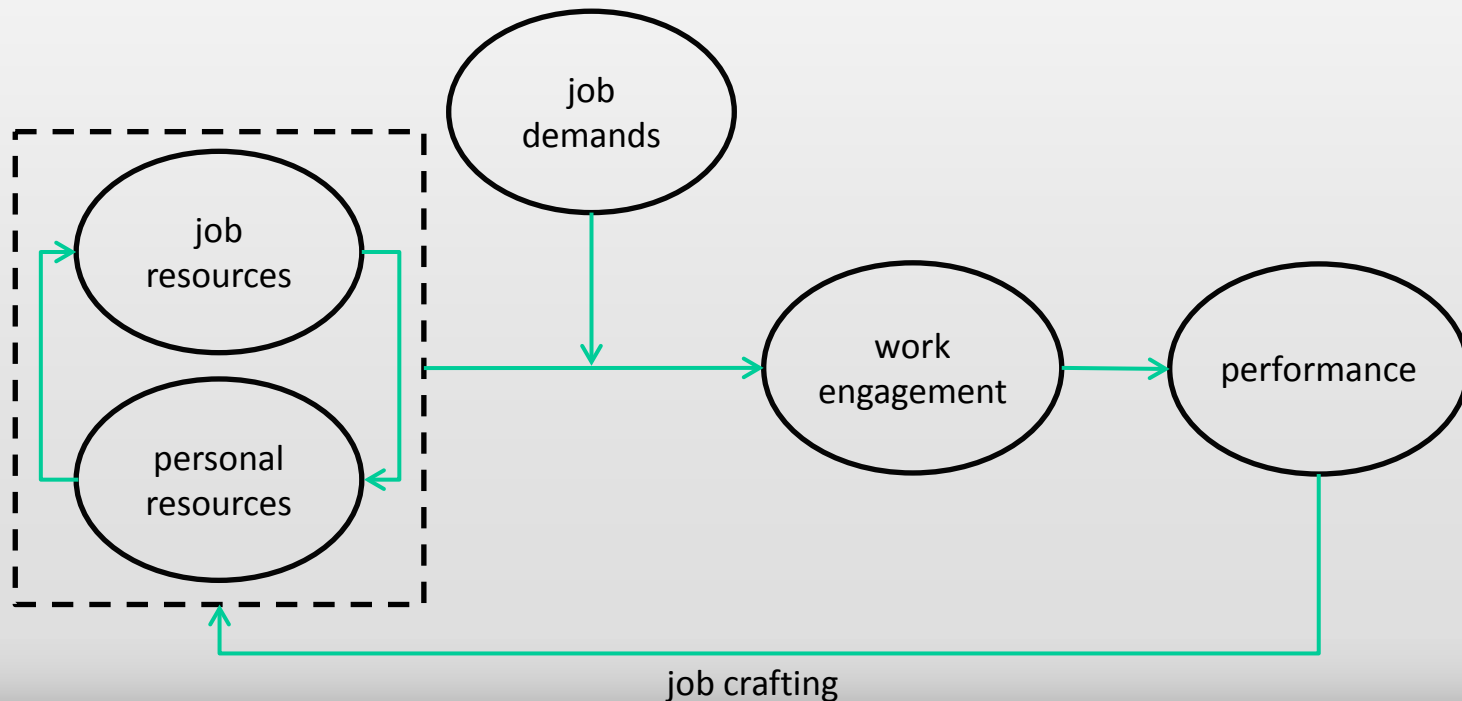 job
demands
job
resources
personal
resources
work
engagement
performance
job crafting